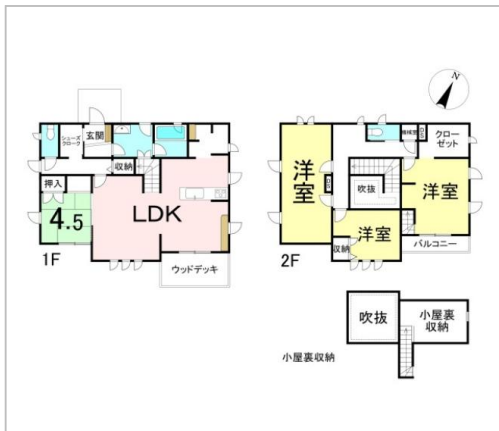 N
シューズ
クローク
玄関
収納
押入
4.5
LDK
1F
ウッドデッキ
洋
室
機械室
クロー
ゼット
吹抜
洋室
洋室
収納
バルコニー
2F
吹抜
小屋裏
収納
小屋裏収納